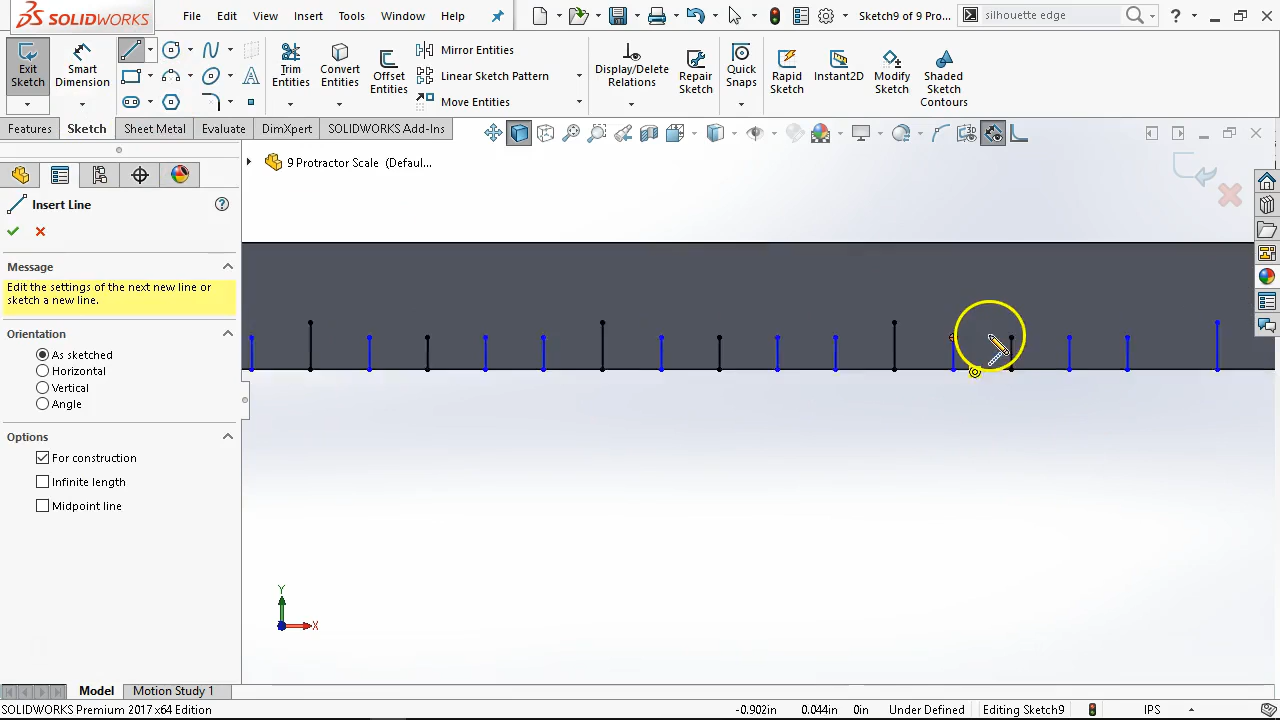 SOLIDWORKS
File
Edit
View
Insert
Tools
Window
Help
Sketch9 of 9 Pro...
silhouette edge
Exit Sketch
Smart Dimension
Trim Entities
Convert Entities
Offset Entities
Mirror Entities
Linear Sketch Pattern
Move Entities
Display/Delete Relations
Repair Sketch
Quick Snaps
Rapid Sketch
Instant2D
Modify Sketch
Shaded Sketch Contours
Features
Sketch
Sheet Metal
Evaluate
DimXpert
SOLIDWORKS Add-Ins
9 Protractor Scale (Defaul...
Insert Line
Message
Edit the settings of the next new line or
sketch a new line.
Orientation
As sketched
Horizontal
Vertical
Angle
Options
For construction
Infinite length
Midpoint line
Y
X
Model
Motion Study 1
SOLIDWORKS Premium 2017 x64 Edition
-0.902in
0.044in
0in
Under Defined
Editing Sketch9
IPS